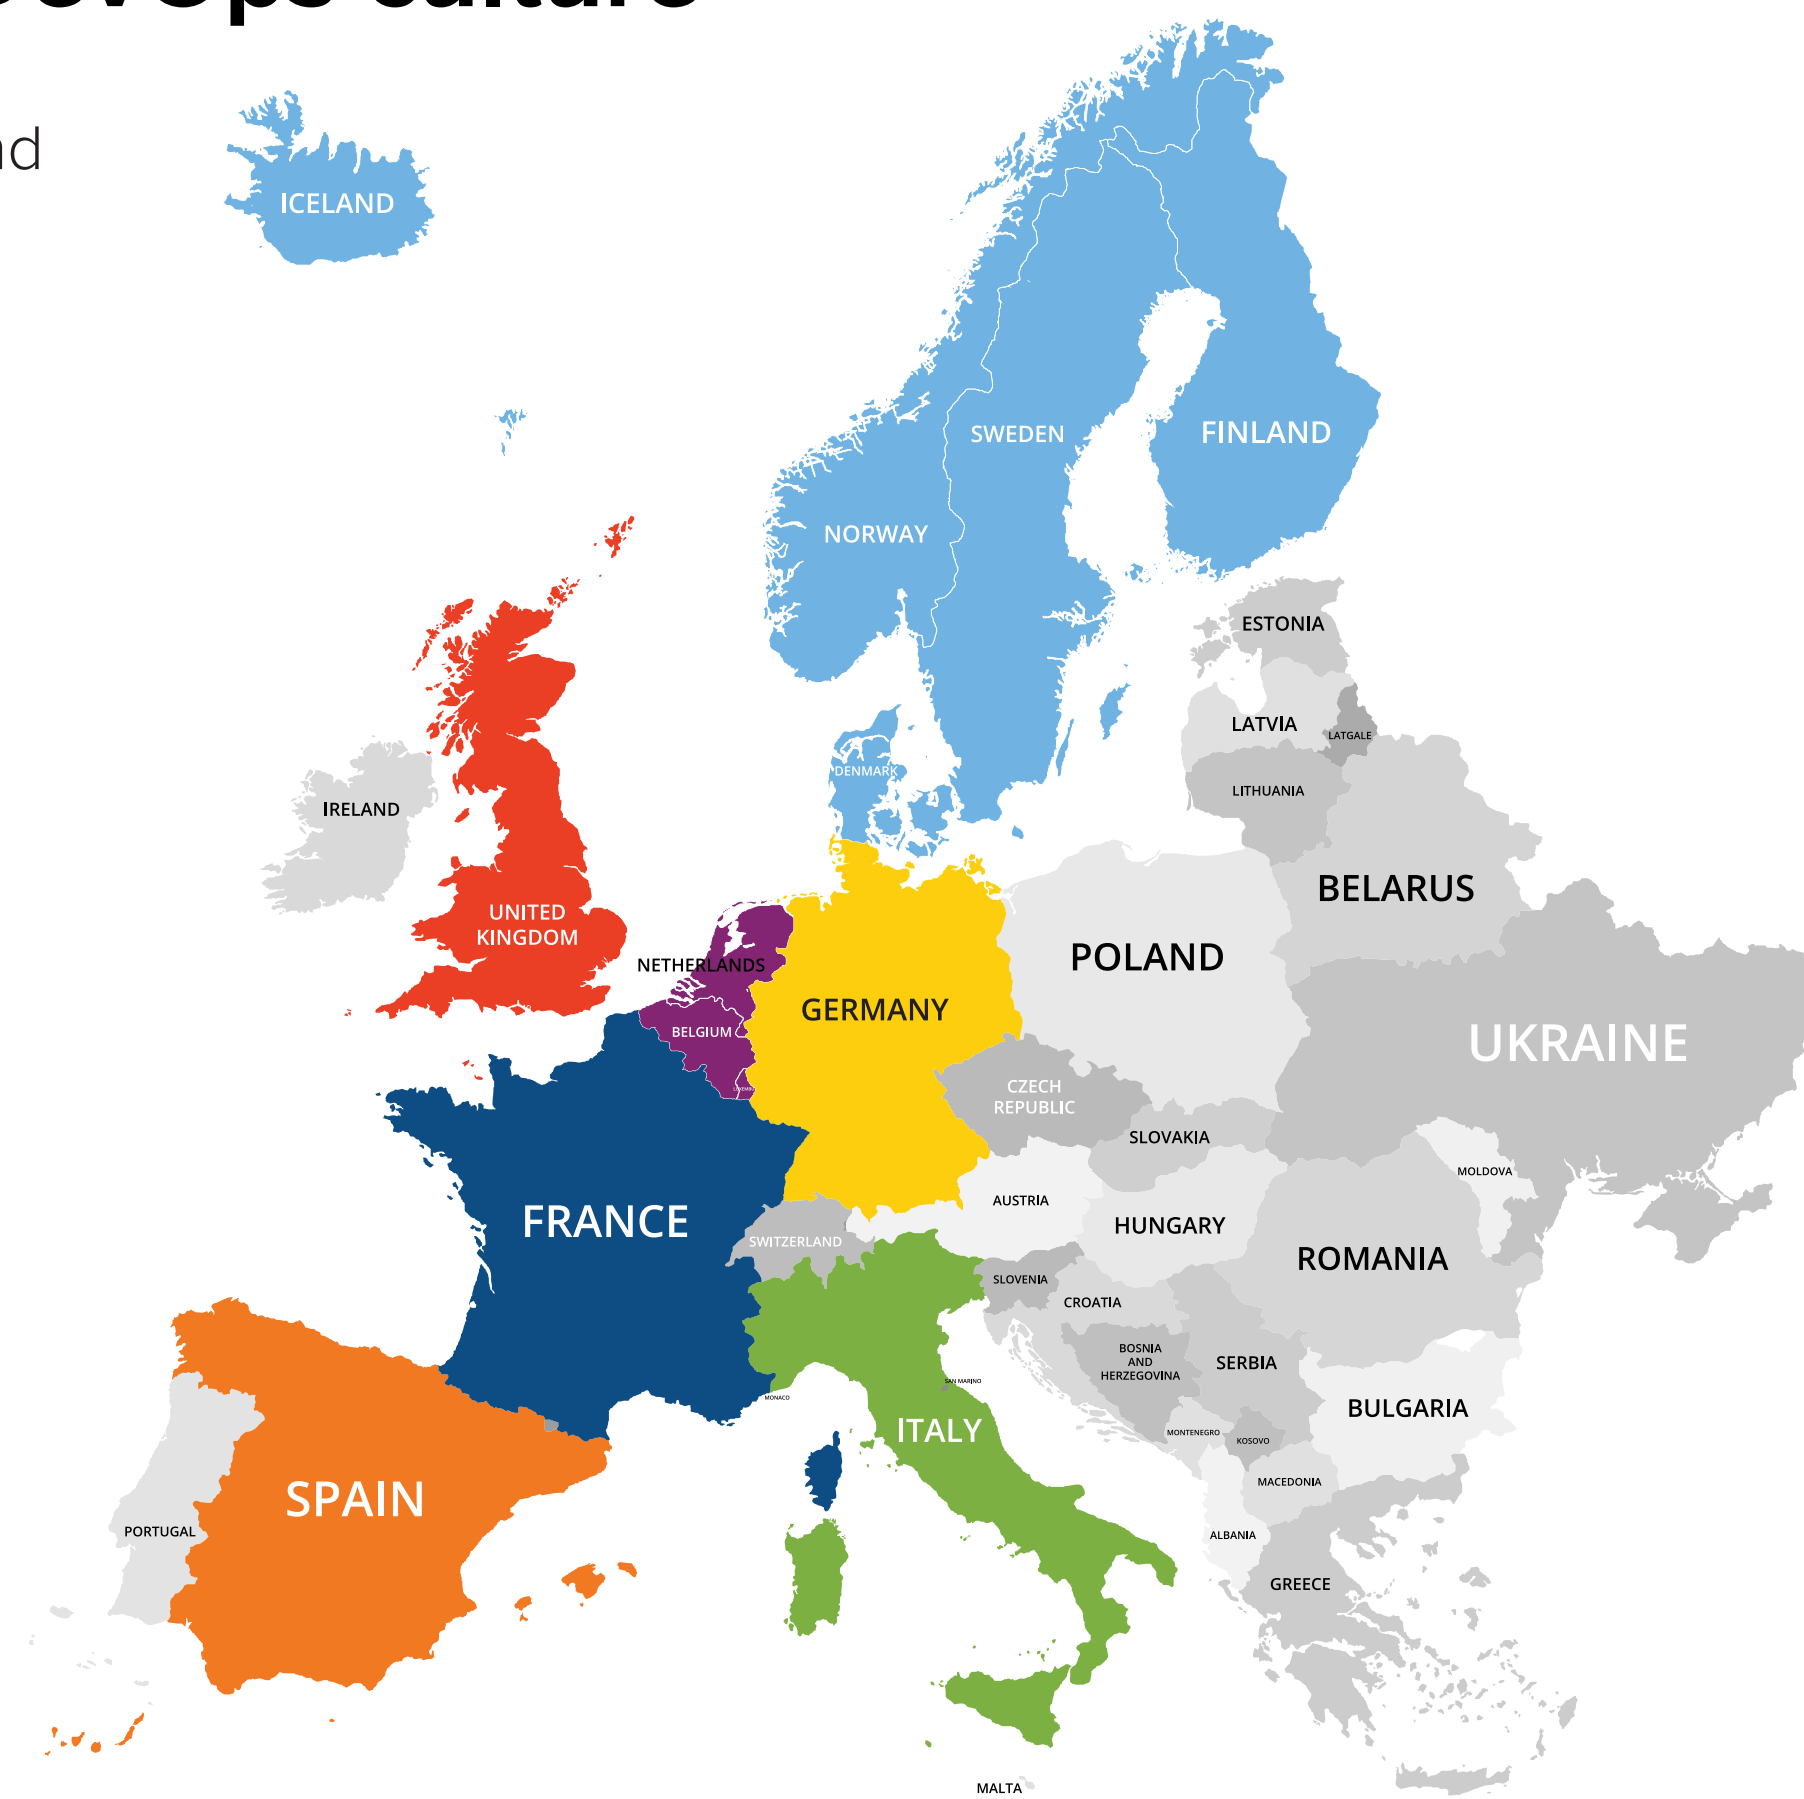 culture
ICELAND
SWEDEN
FINLAND
NORWAY
ESTONIA
LATVIA
LATGALE
DENMARK
LITHUANIA
IRELAND
BELARUS
UNITED
KINGDOM
NETHERLANDS
POLAND
GERMANY
BELGIUM
UKRAINE
CZECH
REPUBLIC
SLOVAKIA
MOLDOVA
AUSTRIA
FRANCE
HUNGARY
SWITZERLAND
ROMANIA
SLOVENIA
CROATIA
BOSNIA
AND
HERZEGOVINA
SERBIA
SAN MARINO
MONACO
BULGARIA
ITALY
MONTENEGRO
KOSOVO
MACEDONIA
SPAIN
PORTUGAL
ALBANIA
GREECE
MALTA